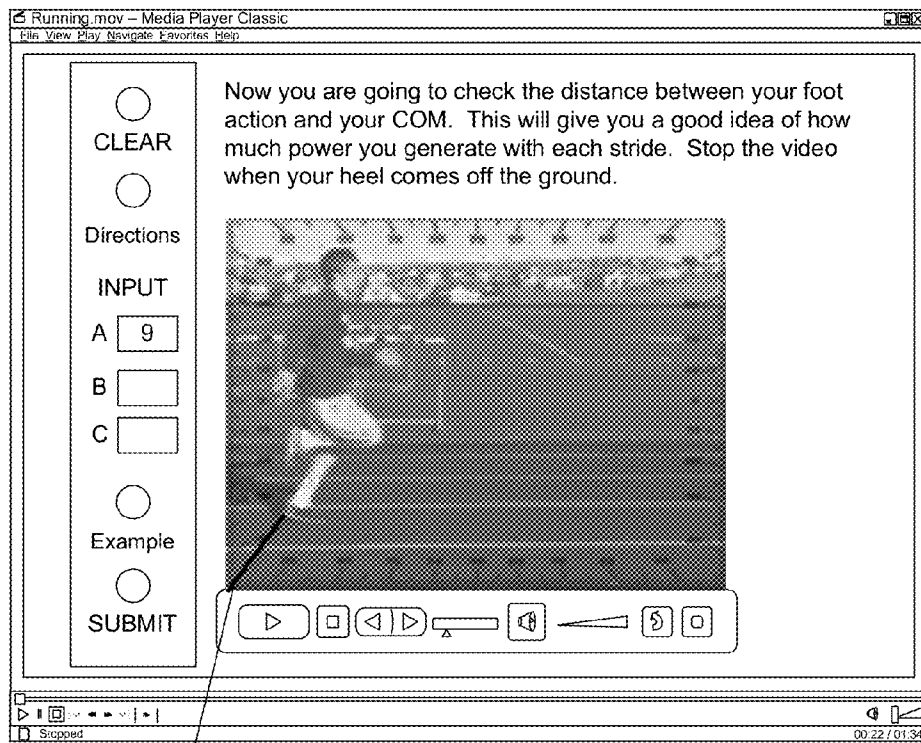 Running.mov – Media Player Classic
File View Play Navigate Favorites Help
CLEAR
Directions
INPUT
A 9
B
C
Example
SUBMIT
Now you are going to check the distance between your foot
action and your COM. This will give you a good idea of how
much power you generate with each stride. Stop the video
when your heel comes off the ground.
Stopped
00:22 / 01:34